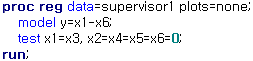 proc reg data=supervisor1 plots=none;
model y=x1-x6;
test x1=x3, x2=x4=x5=x6=0;
run;